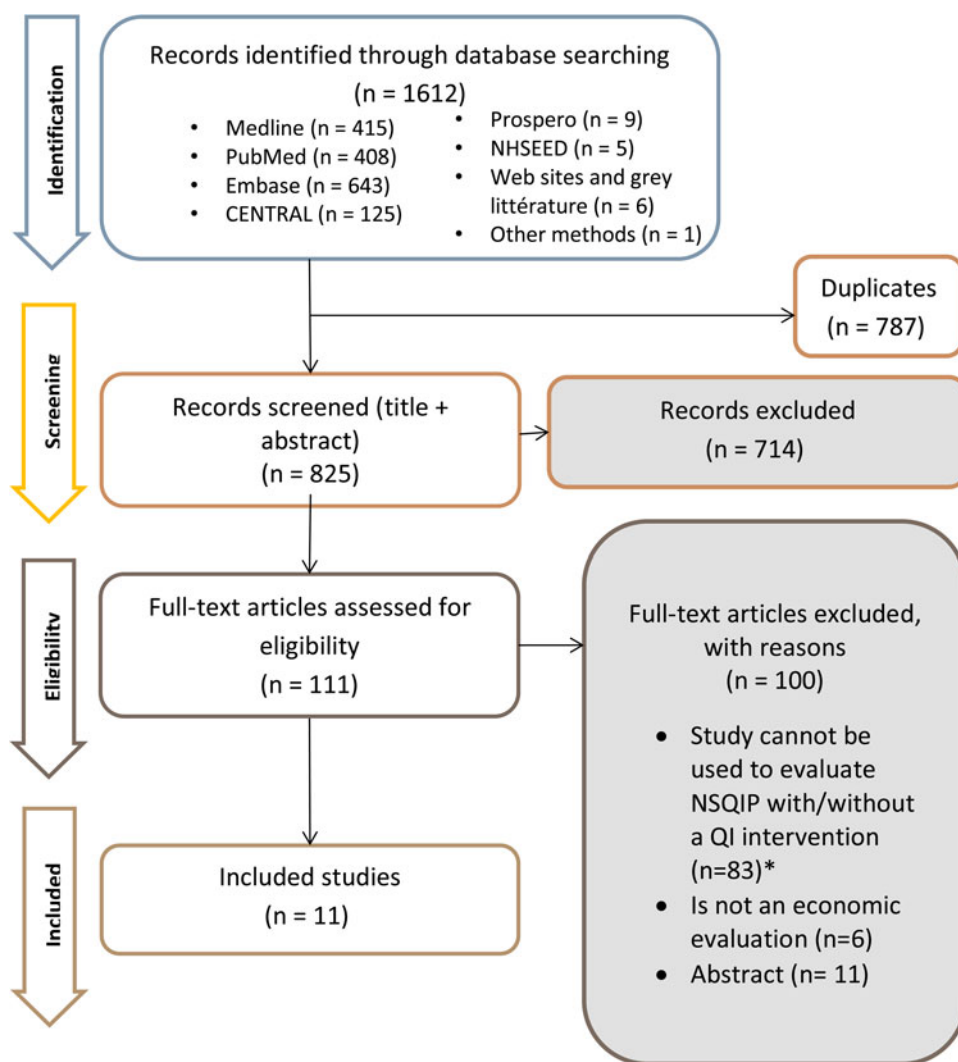 Identification
Records identified through database searching
(n = 1612)
• Medline (n = 415)
• PubMed (n = 408)
• Embase (n = 643)
• CENTRAL (n = 125)
• Prospero (n = 9)
• NHSEED (n = 5)
• Web sites and grey
littérature (n = 6)
• Other methods (n = 1)
Duplicates
(n = 787)
Screening
Records screened (title +
abstract)
(n = 825)
Records excluded
(n = 714)
Eligibility
Full-text articles assessed for
eligibility
(n = 111)
Full-text articles excluded,
with reasons
(n = 100)
• Study cannot be
used to evaluate
NSQIP with/without
a QI intervention
(n=83)*
• Is not an economic
evaluation (n=6)
• Abstract (n= 11)
Included
Included studies
(n = 11)